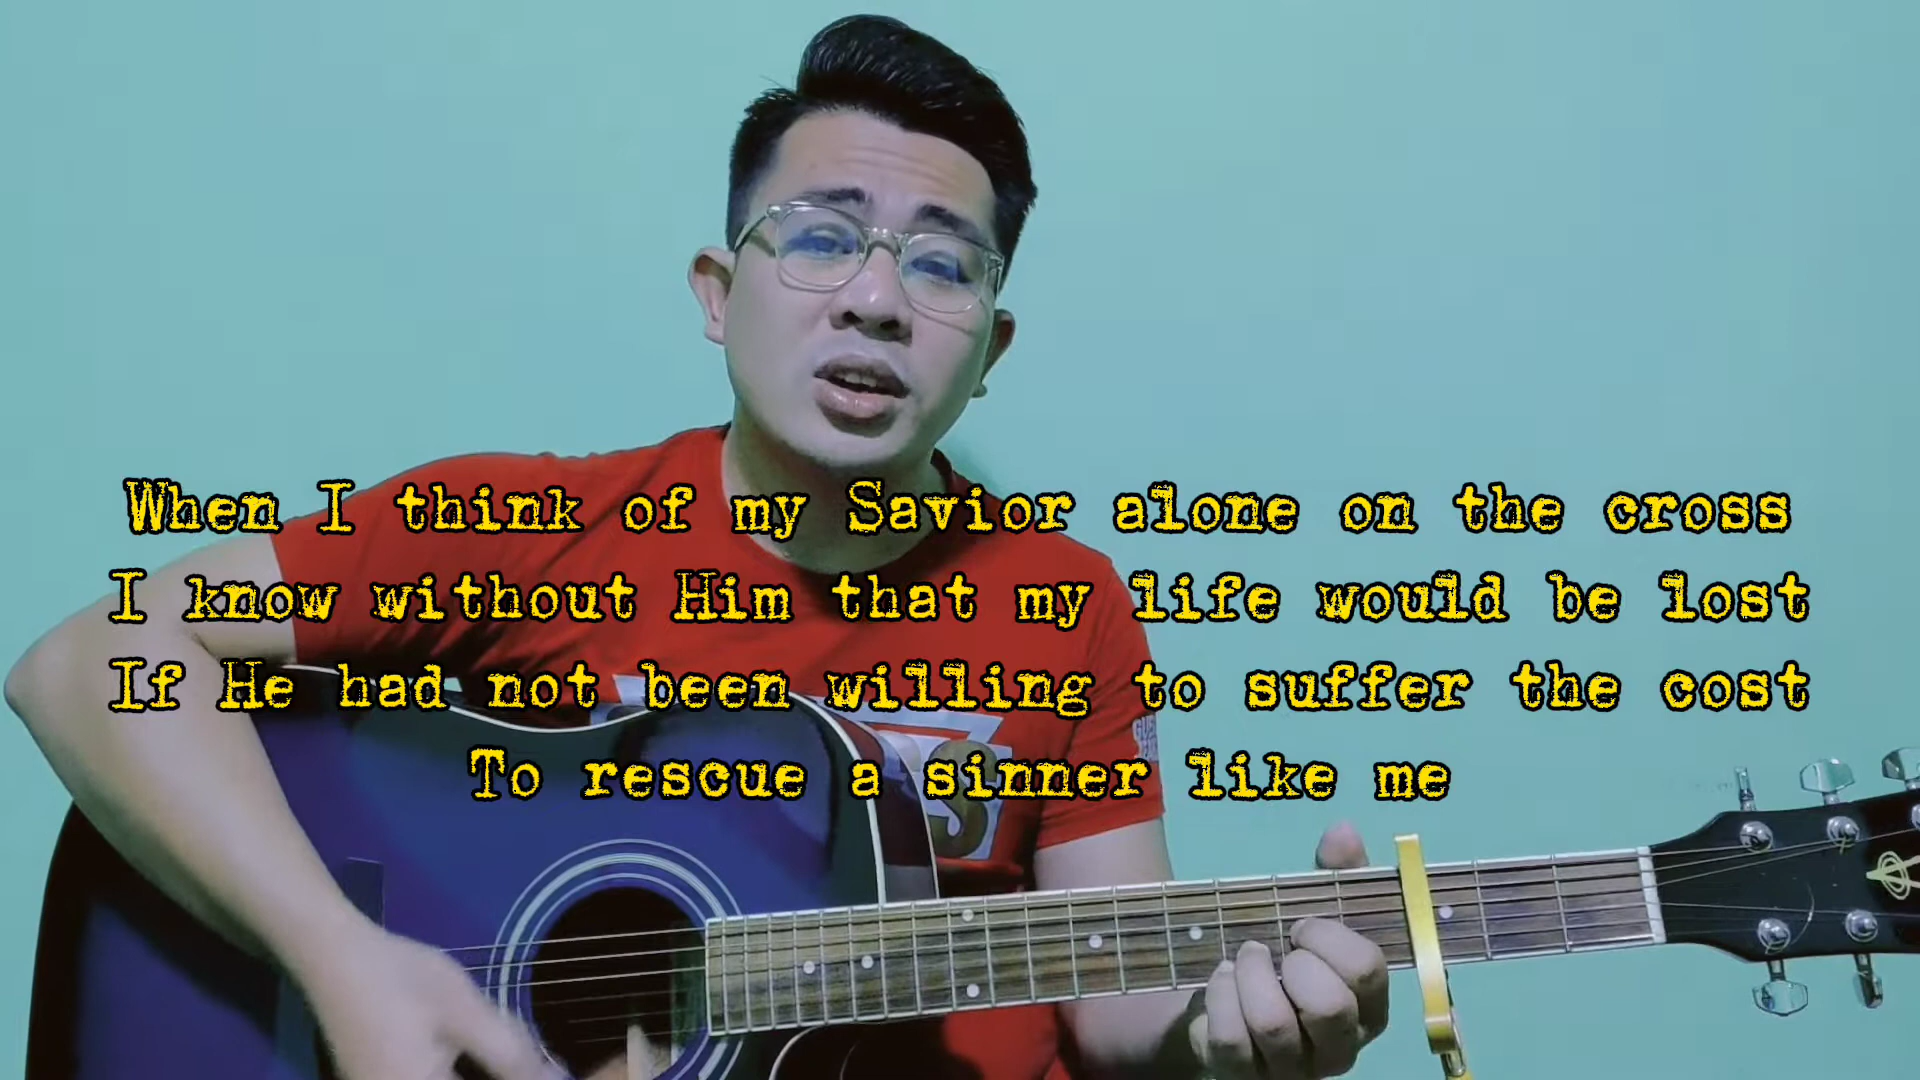 When I think of my Savior alone on the cross
I know without Him that my life would be lost
If He had not been willing to suffer the cost
To rescue a sinner like me